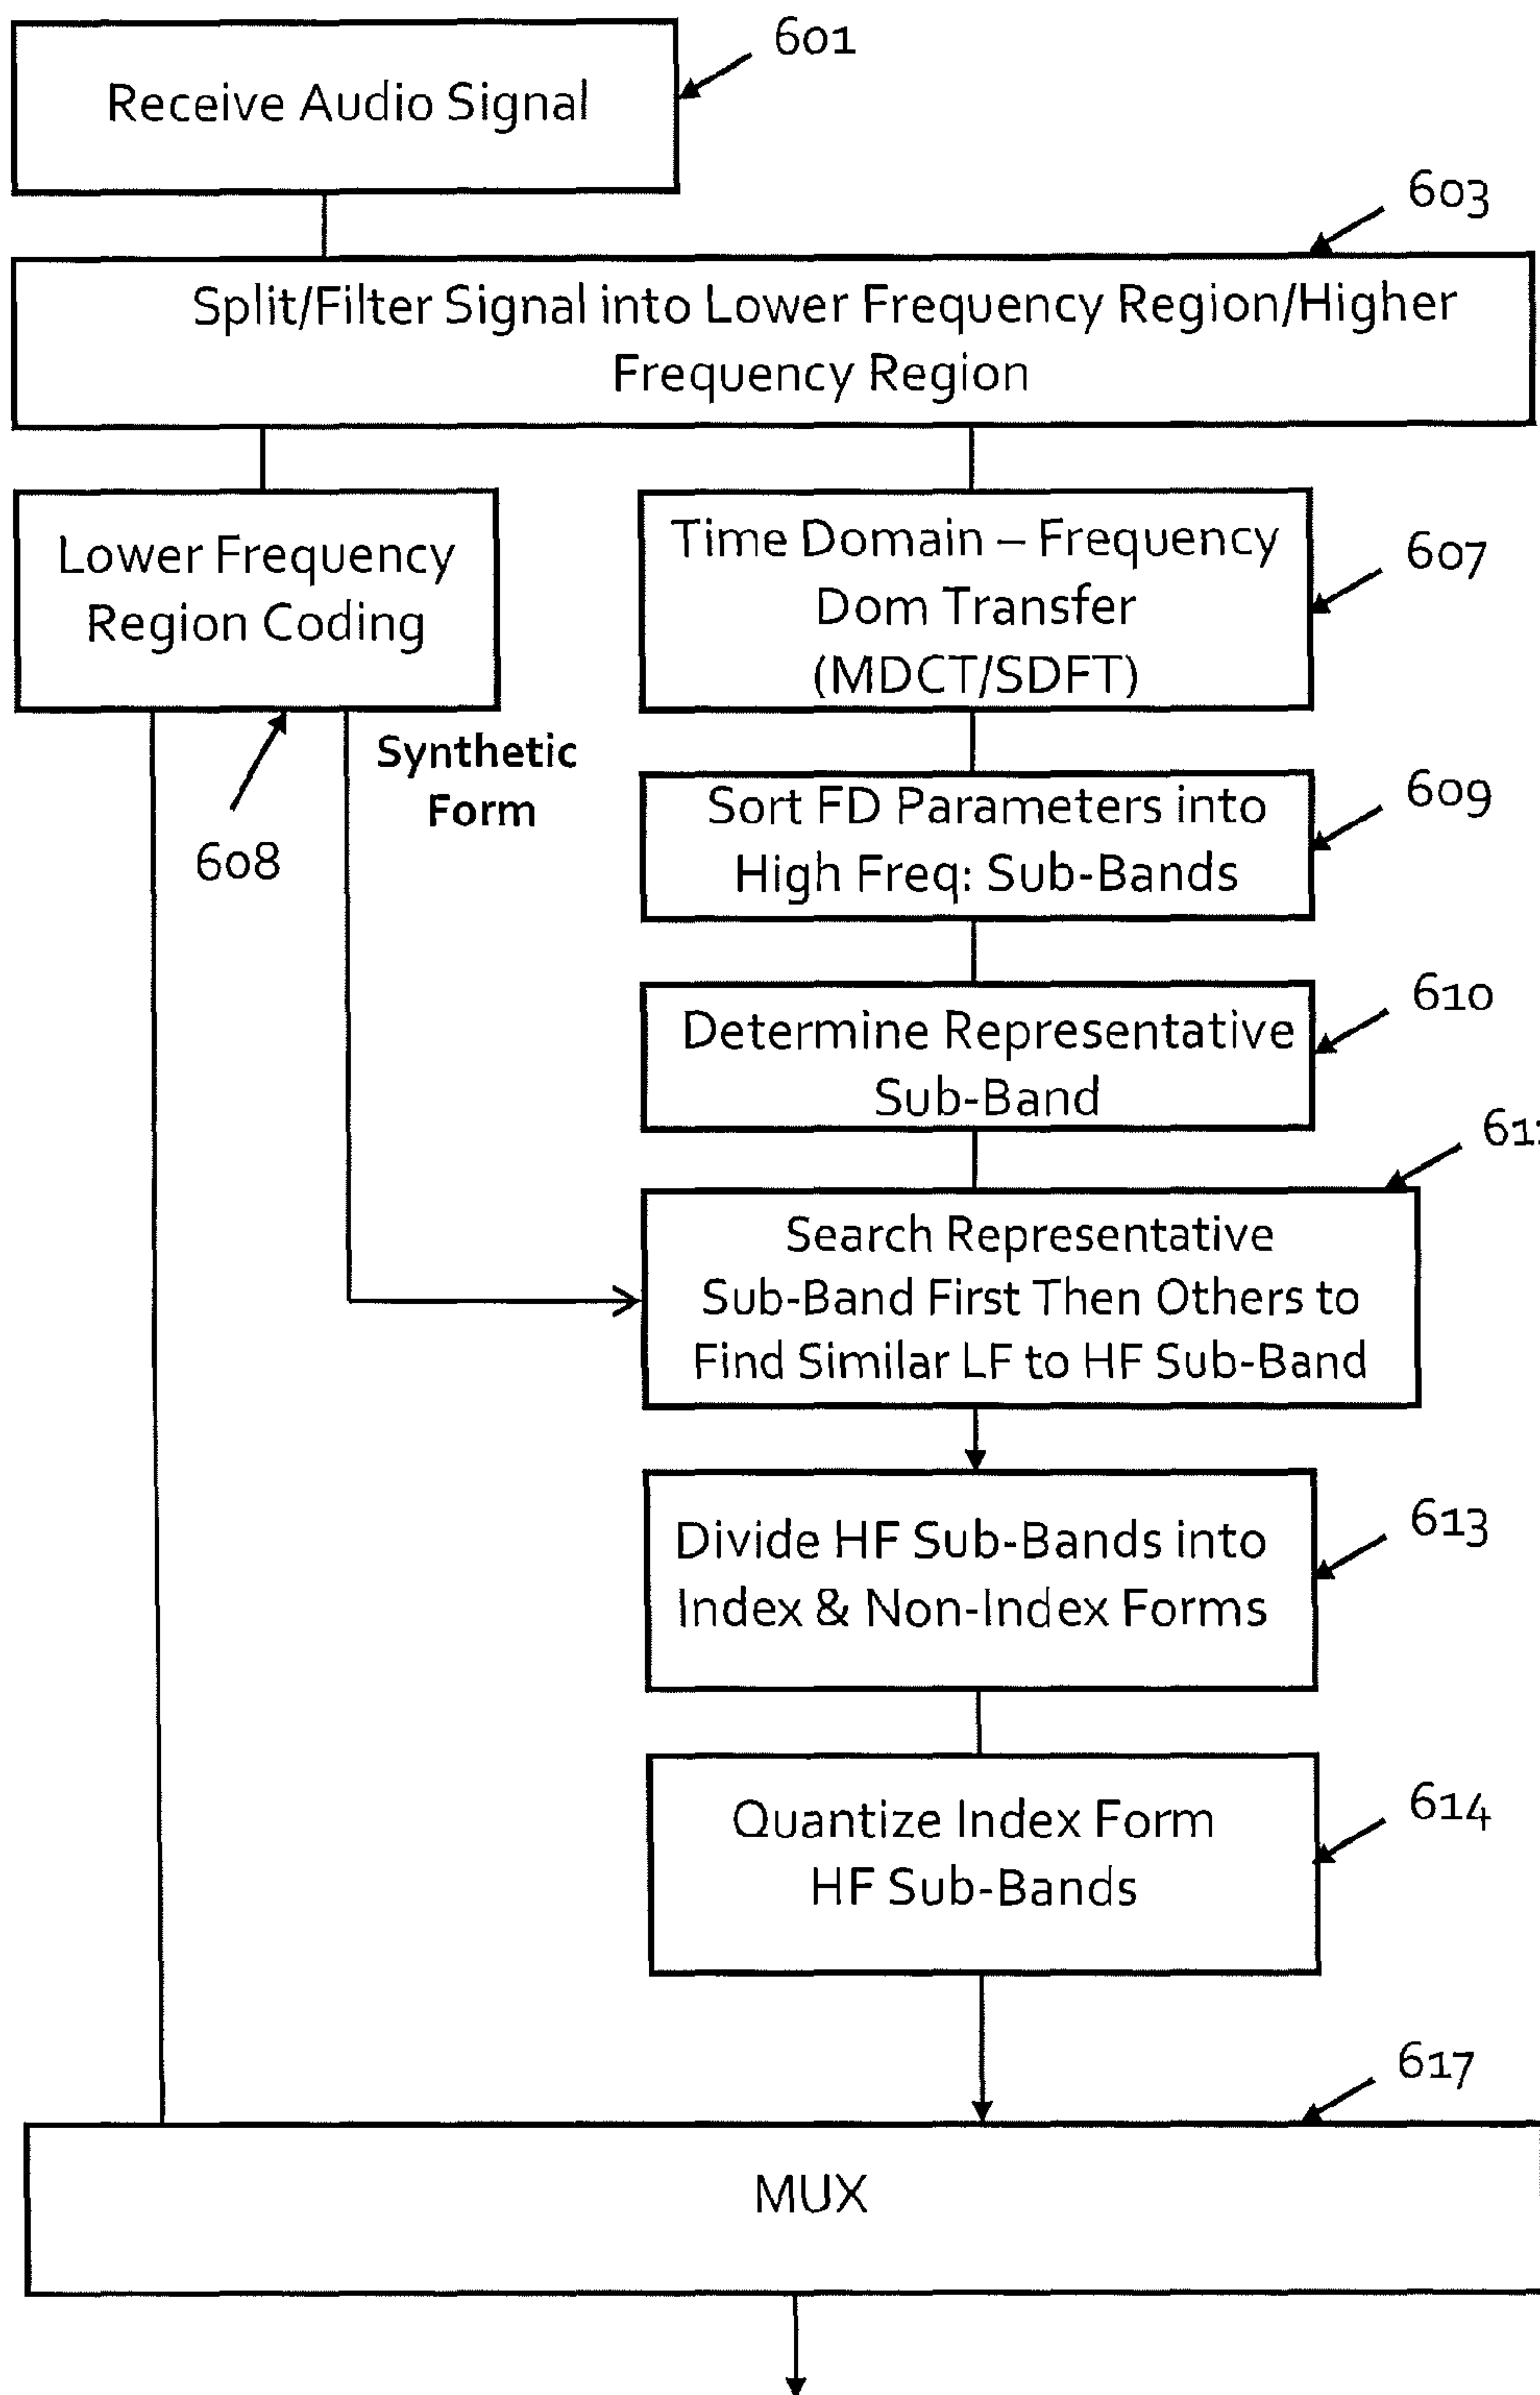 601
Receive Audio Signal
603
Split/Filter Signal into Lower Frequency Region/Higher
Frequency Region
Lower Frequency
Region Coding
608
Synthetic
Form
Time Domain – Frequency
Dom Transfer
(MDCT/SDFT)
607
Sort FD Parameters into
High Freq: Sub-Bands
609
Determine Representative
Sub-Band
610
Search Representative
Sub-Band First Then Others to
Find Similar LF to HF Sub-Band
Divide HF Sub-Bands into
Index & Non-Index Forms
613
Quantize Index Form
HF Sub-Bands
614
617
MUX